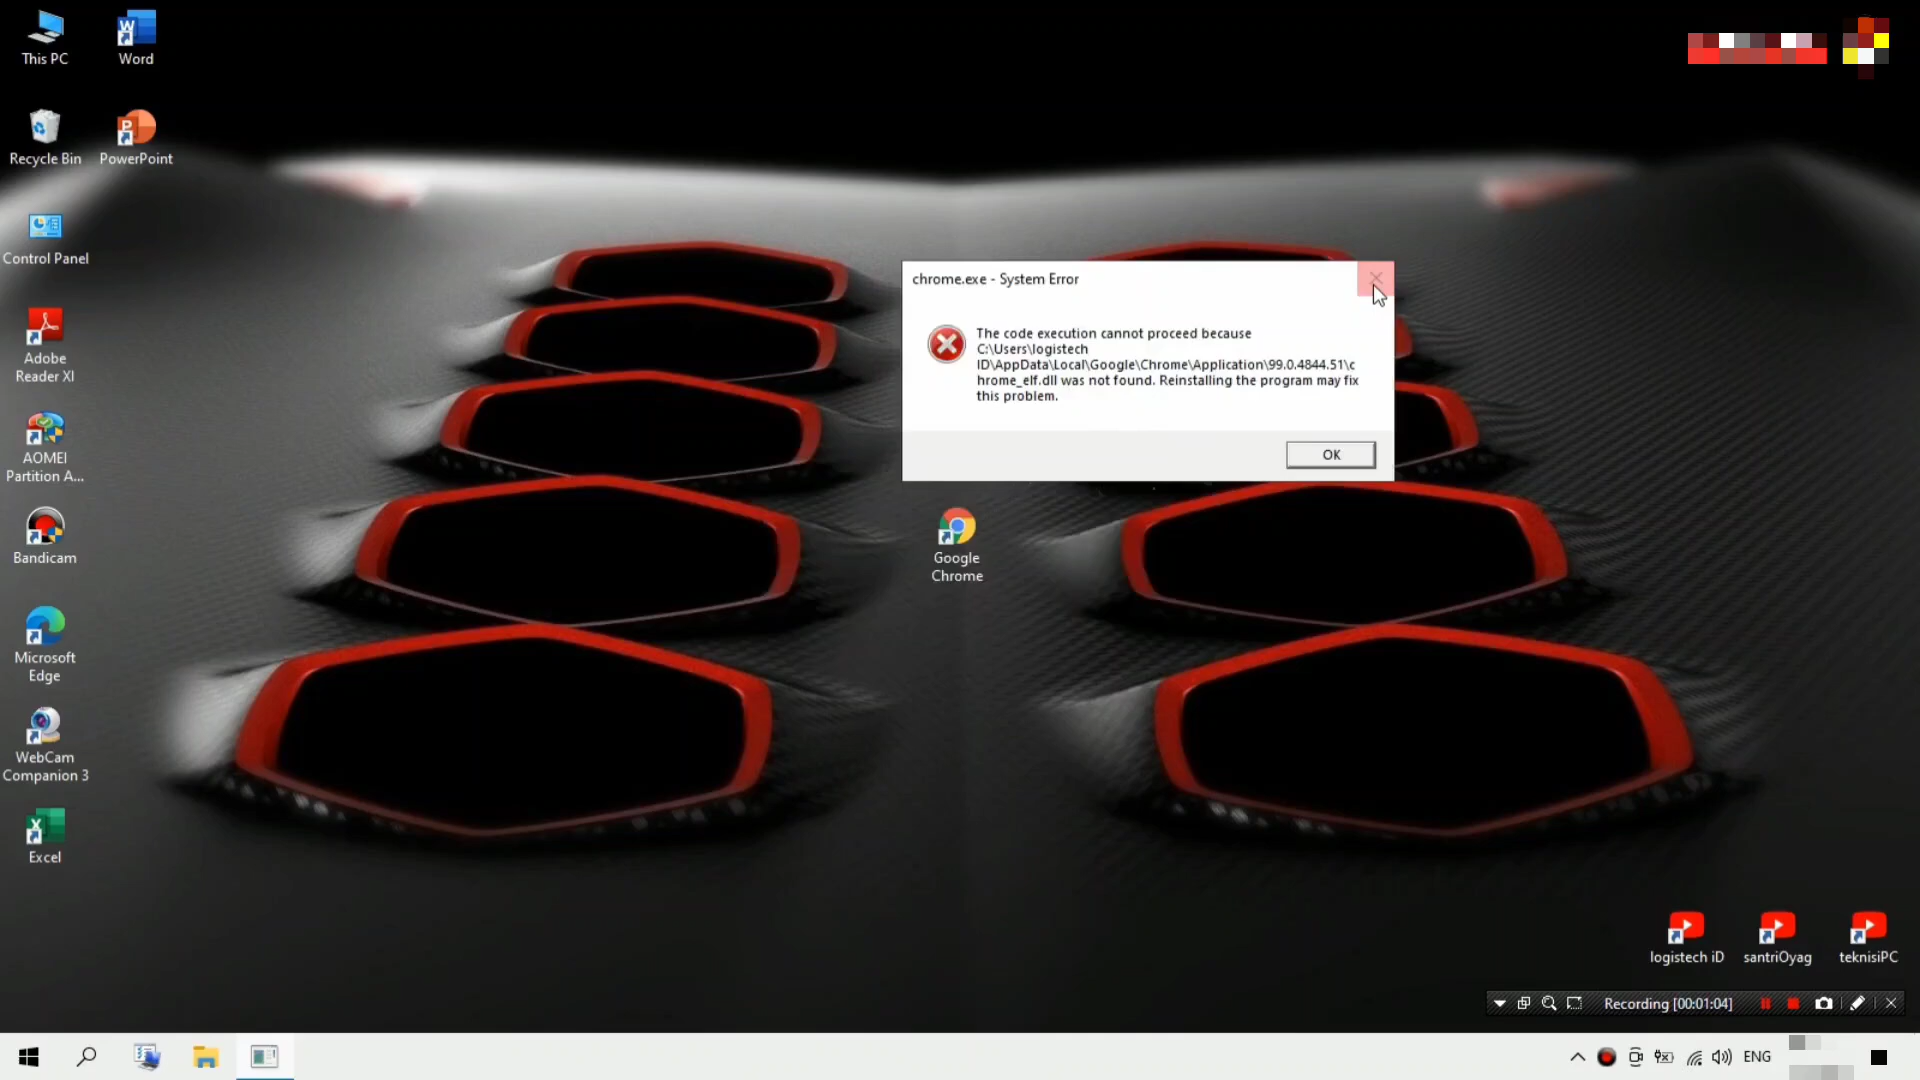 This PC
Word
Recycle Bin
PowerPoint
Control Panel
Adobe
Reader XI
AOMEI
Partition A...
Bandicam
Microsoft
Edge
WebCam
Companion 3
Excel
chrome.exe - System Error
The code execution cannot proceed because
C:\Users\logistech
ID\AppData\Local\Google\Chrome\Application\99.0.4844.51\c
hrome_elf.dll was not found. Reinstalling the program may fix
this problem.
OK
Google
Chrome
logistech iD
santriOyag
teknisiPC
Recording [00:01:04]
ENG